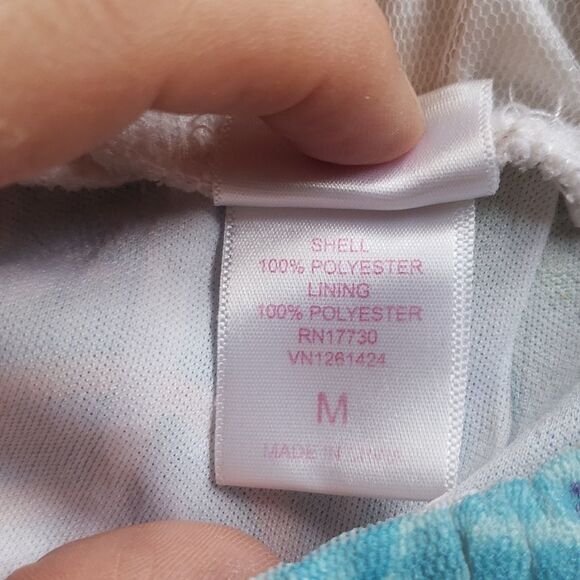 SHELL
100% POLYESTER
LINING
100% POLYESTER
RN17730
VN1261424
M
MADE IN